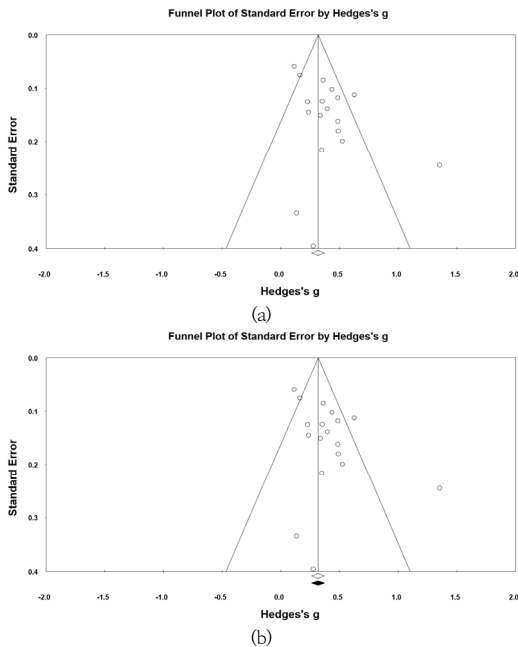 Funnel Plot of Standard Error by Hedges's g
0.0
0.1
0.2
0.3
0.4
Standard Error
-2.0 -1.5 -1.0 -0.5 0.0 0.5 1.0 1.5 2.0
Hedges's g
(a)
Funnel Plot of Standard Error by Hedges's g
0.0
0.1
0.2
0.3
0.4
Standard Error
-2.0 -1.5 -1.0 -0.5 0.0 0.5 1.0 1.5 2.0
Hedges's g
(b)